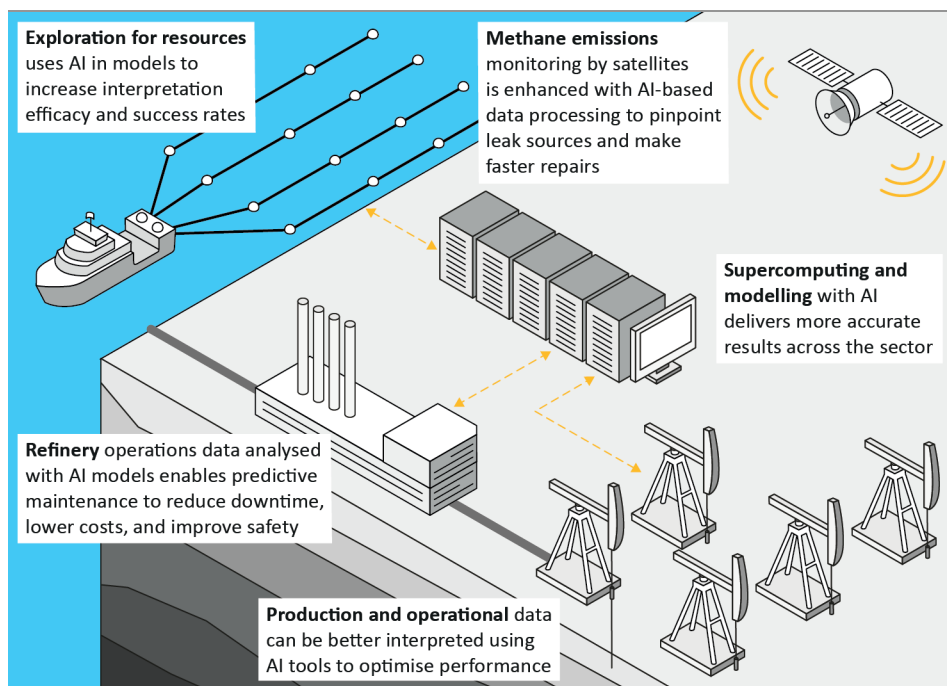 Exploration for resources
uses AI in models to
increase interpretation
efficacy and success rates
Methane emissions
monitoring by satellites
is enhanced with AI-based
data processing to pinpoint
leak sources and make
faster repairs
Supercomputing and
modelling with AI
delivers more accurate
results across the sector
Refinery operations data analysed
with AI models enables predictive
maintenance to reduce downtime,
lower costs, and improve safety
Production and operational data
can be better interpreted using
AI tools to optimise performance